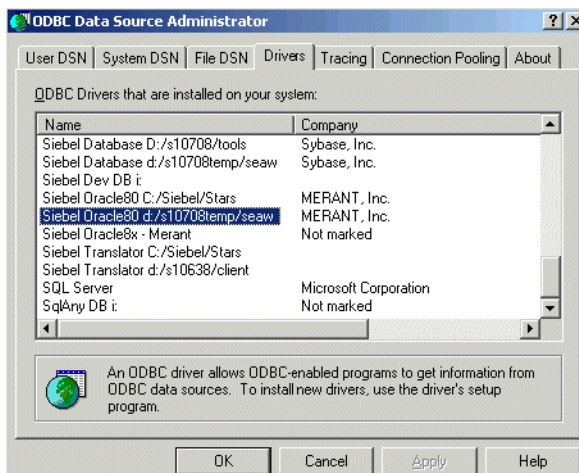 ODBC Data Source Administrator
User DSN System DSN File DSN Drivers Tracing Connection Pooling About
ODBC Drivers that are installed on your system:
Name Company
Siebel Database D:/s10708/tools Sybase, Inc.
Siebel Database d:/s10708temp/seaw Sybase, Inc.
Siebel Dev DB i:
Siebel Oracle80 C:/Siebel/Stars MERANT, Inc.
Siebel Oracle80 d:/s10708temp/seaw MERANT, Inc.
Siebel Oracle8x - Merant Not marked
Siebel Translator C:/Siebel/Stars
Siebel Translator d:/s10638/client
SQL Server Microsoft Corporation
SqlAny DB i: Not marked
An ODBC driver allows ODBC-enabled programs to get information from
ODBC data sources. To install new drivers, use the driver's setup
program.
OK Cancel Apply Help